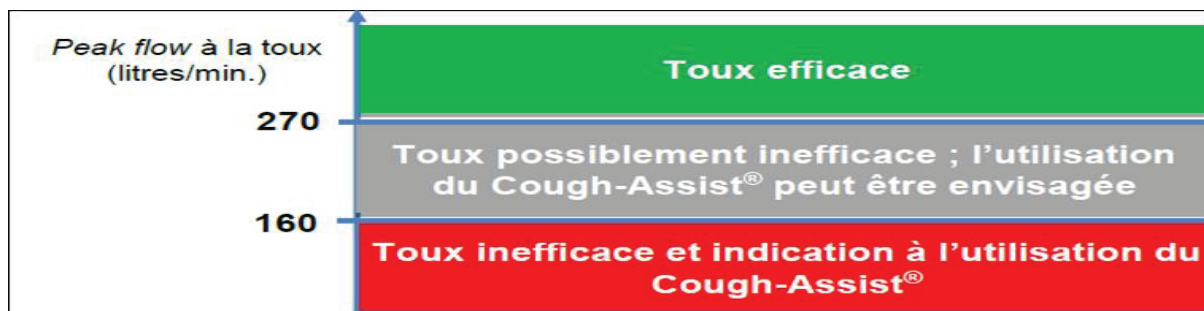 Peak flow à la toux
(litres/min.)
Toux efficace
270
Toux possiblement inefficace ; l’utilisation
du Cough-Assist® peut être envisagée
160
Toux inefficace et indication à l’utilisation du
Cough-Assist®